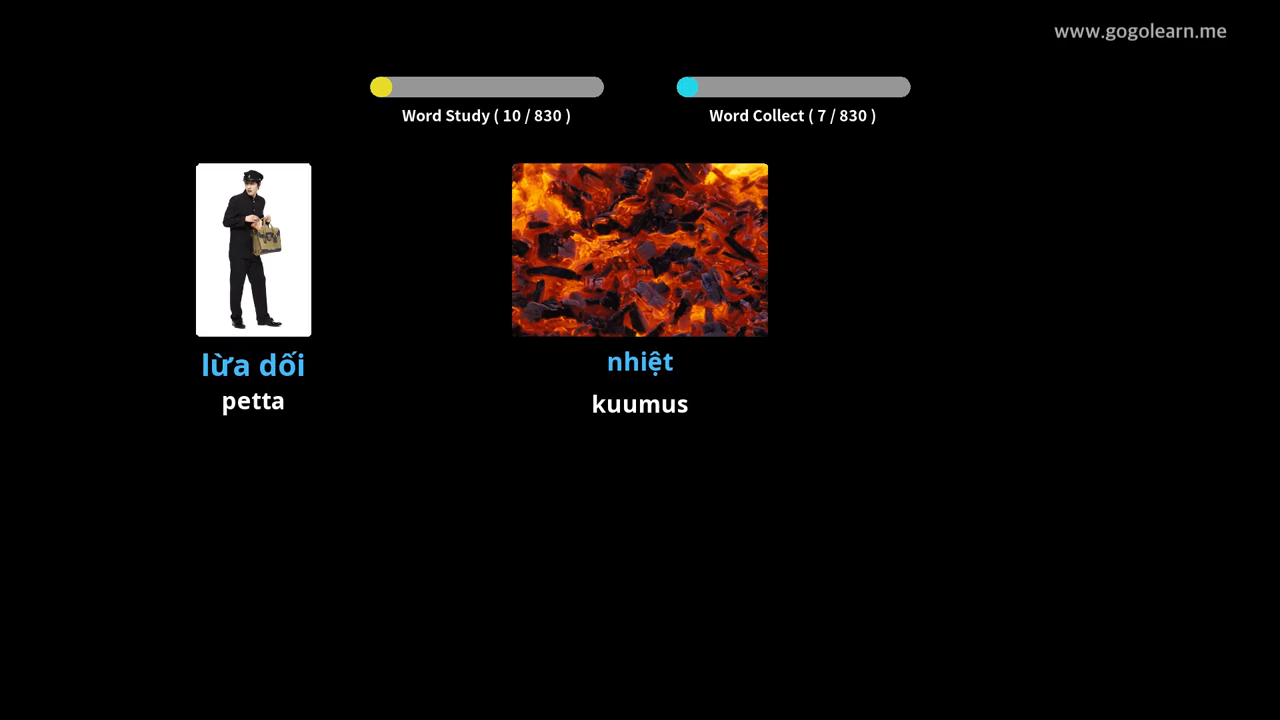 www.gogolearn.me
Word Study ( 10 / 830 )
Word Collect ( 7 / 830 )
lừa dối
petta
nhiệt
kuumus